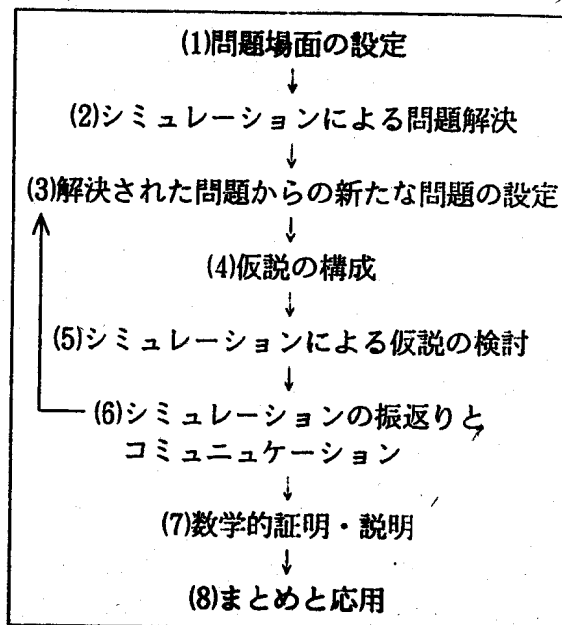 (1)問題場面の設定
(2)シミュレーションによる問題解決
(3)解決された問題からの新たな問題の設定
(4)仮説の構成
(5)シミュレーションによる仮説の検討
(6)シミュレーションの振返りと
コミュニュケーション
(7)数学的証明・説明
(8)まとめと応用